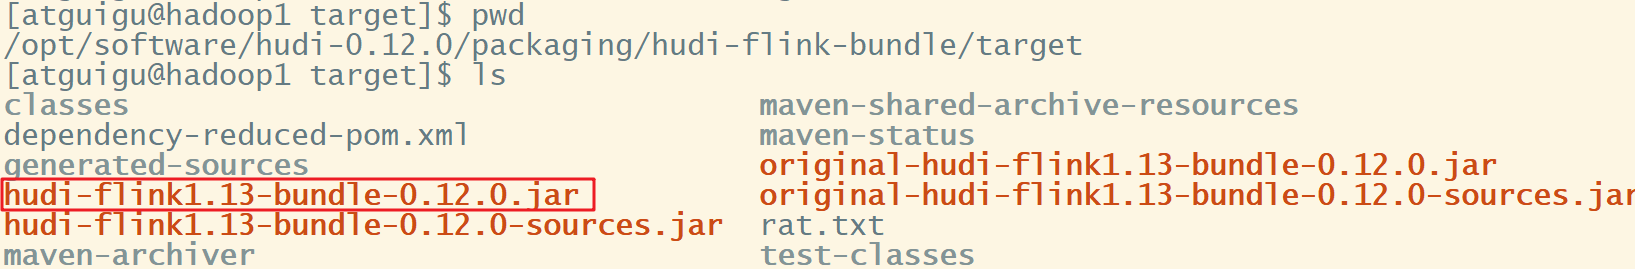 [atguigu@hadoop1 target]$ pwd
/opt/software/hudi-0.12.0/packaging/hudi-flink-bundle/target
[atguigu@hadoop1 target]$ ls
classes maven-shared-archive-resources
dependency-reduced-pom.xml maven-status
generated-sources original-hudi-flink1.13-bundle-0.12.0.jar
hudi-flink1.13-bundle-0.12.0.jar original-hudi-flink1.13-bundle-0.12.0-sources.jar
hudi-flink1.13-bundle-0.12.0-sources.jar rat.txt
maven-archiver test-classes